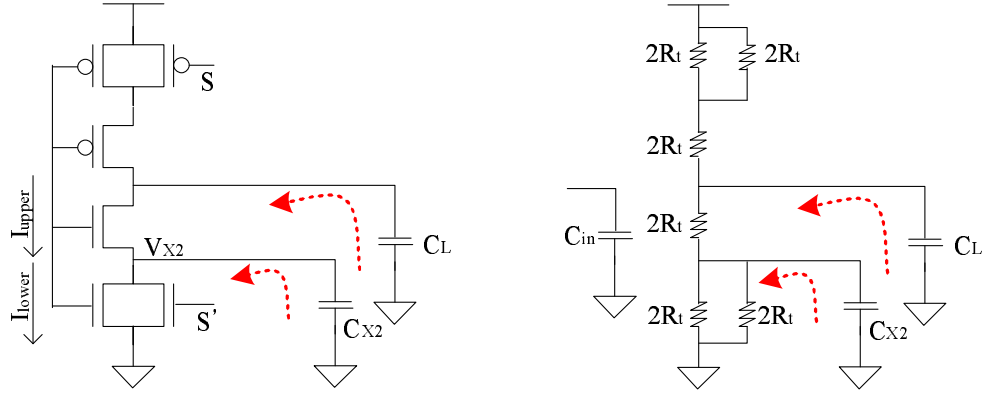 S
Iupper
Ilower
VX2
CL
CX2
S'
2Rt
2Rt
2Rt
2Rt
2Rt
2Rt
Cin
CL
CX2